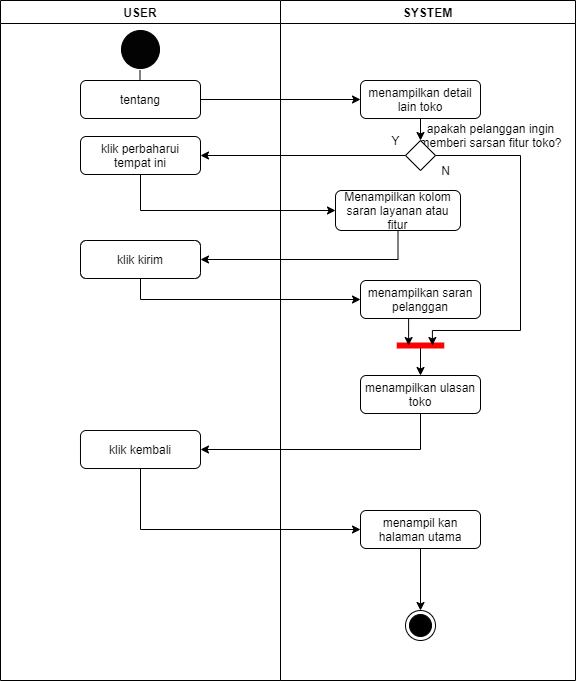 USER
SYSTEM
tentang
menampilkan detail
lain toko
apakah pelanggan ingin
memberi sarsan fitur toko?
Y
N
klik perbaharui
tempat ini
Menampilkan kolom
saran layanan atau
fitur
klik kirim
menampilkan saran
pelanggan
menampilkan ulasan
toko
klik kembali
menampil kan
halaman utama